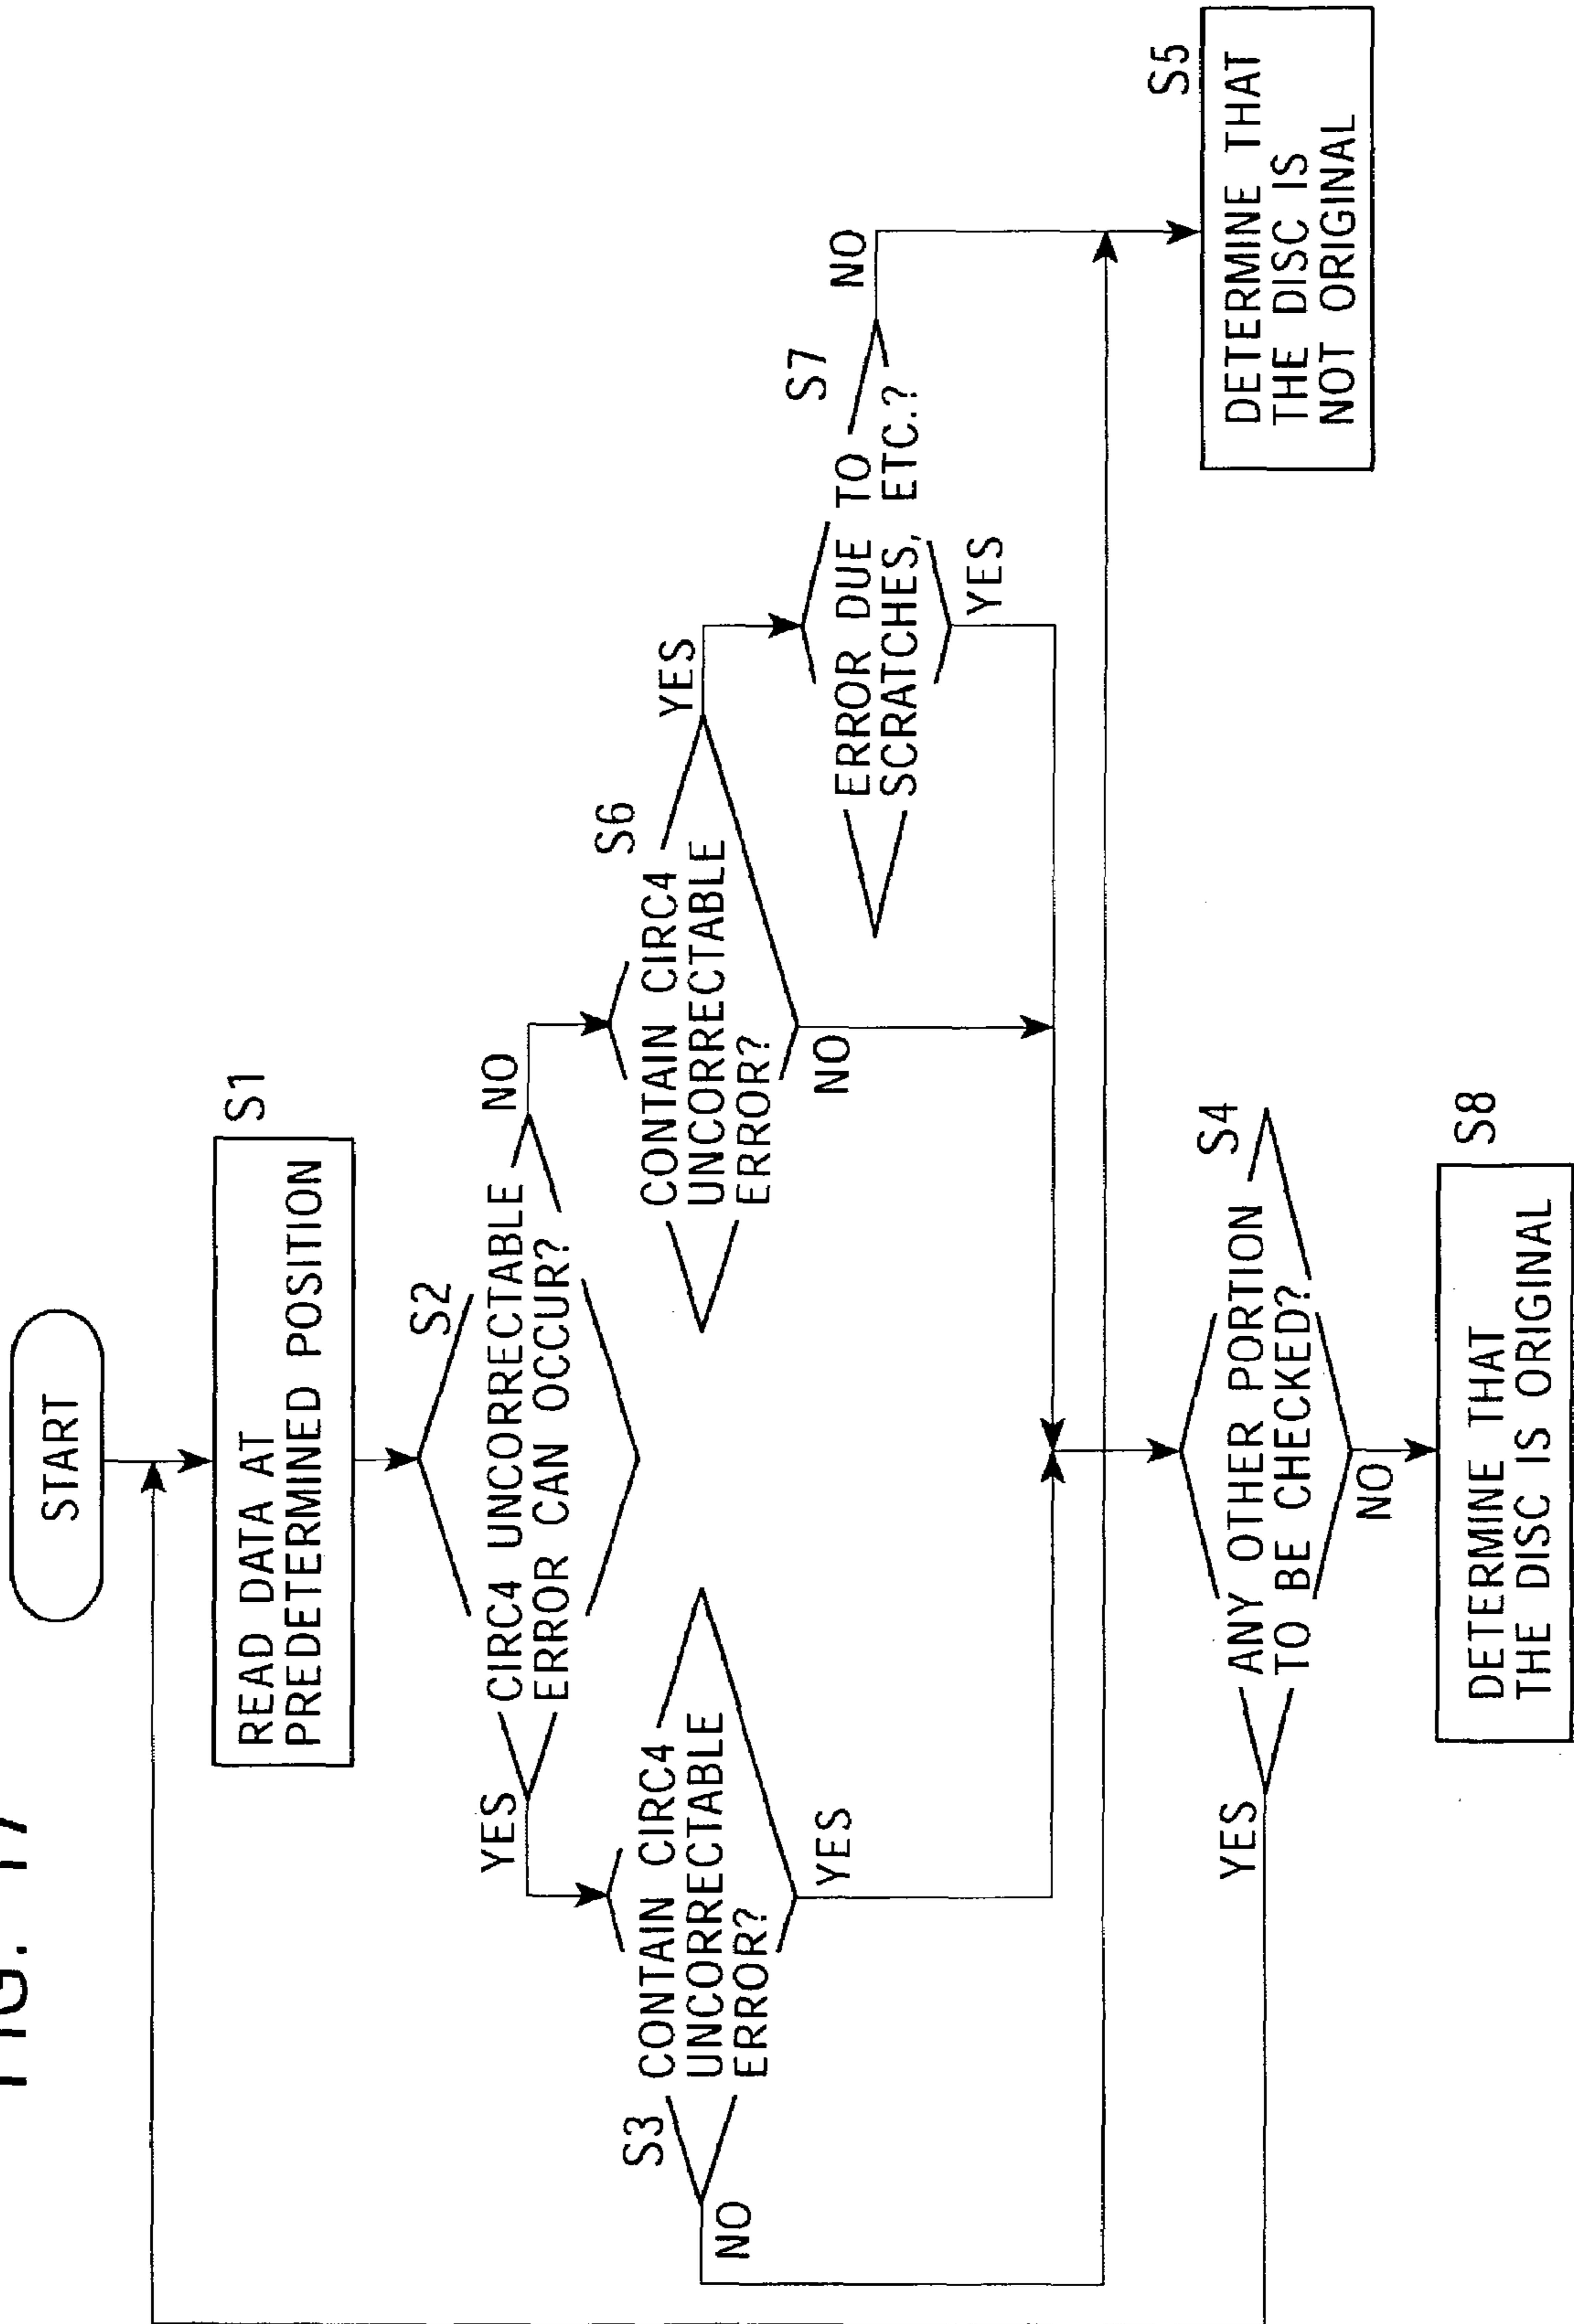 FIG. 17
START
S1
READ DATA AT
PREDETERMINED POSITION
S2
CIRC4 UNCORRECTABLE
ERROR CAN OCCUR?
YES
NO
S3
CONTAIN CIRC4
UNCORRECTABLE
ERROR?
NO
YES
S6
CONTAIN CIRC4
UNCORRECTABLE
ERROR?
YES
NO
S7
ERROR DUE TO
SCRATCHES, ETC.?
NO
YES
S4
ANY OTHER PORTION
TO BE CHECKED?
YES
NO
S5
DETERMINE THAT
THE DISC IS
NOT ORIGINAL
S8
DETERMINE THAT
THE DISC IS ORIGINAL